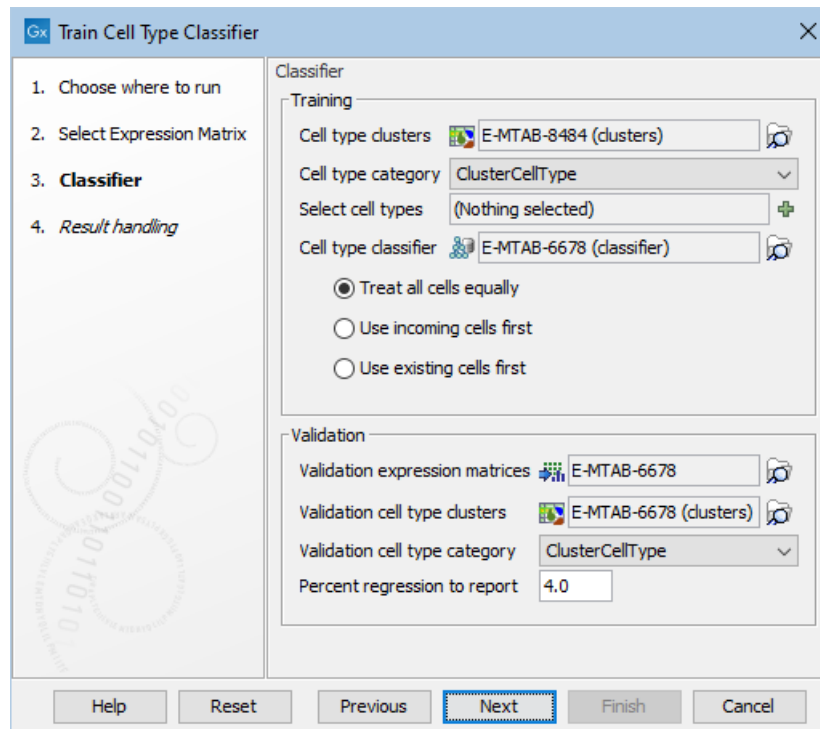 Gx Train Cell Type Classifier
1. Choose where to run
2. Select Expression Matrix
3. Classifier
4. Result handling
Classifier
Training
Cell type clusters E-MTAB-8484 (clusters)
Cell type category ClusterCellType
Select cell types (Nothing selected)
Cell type classifier E-MTAB-6678 (classifier)
Treat all cells equally
Use incoming cells first
Use existing cells first
Validation
Validation expression matrices E-MTAB-6678
Validation cell type clusters E-MTAB-6678 (clusters)
Validation cell type category ClusterCellType
Percent regression to report 4.0
Help Reset Previous Next Finish Cancel